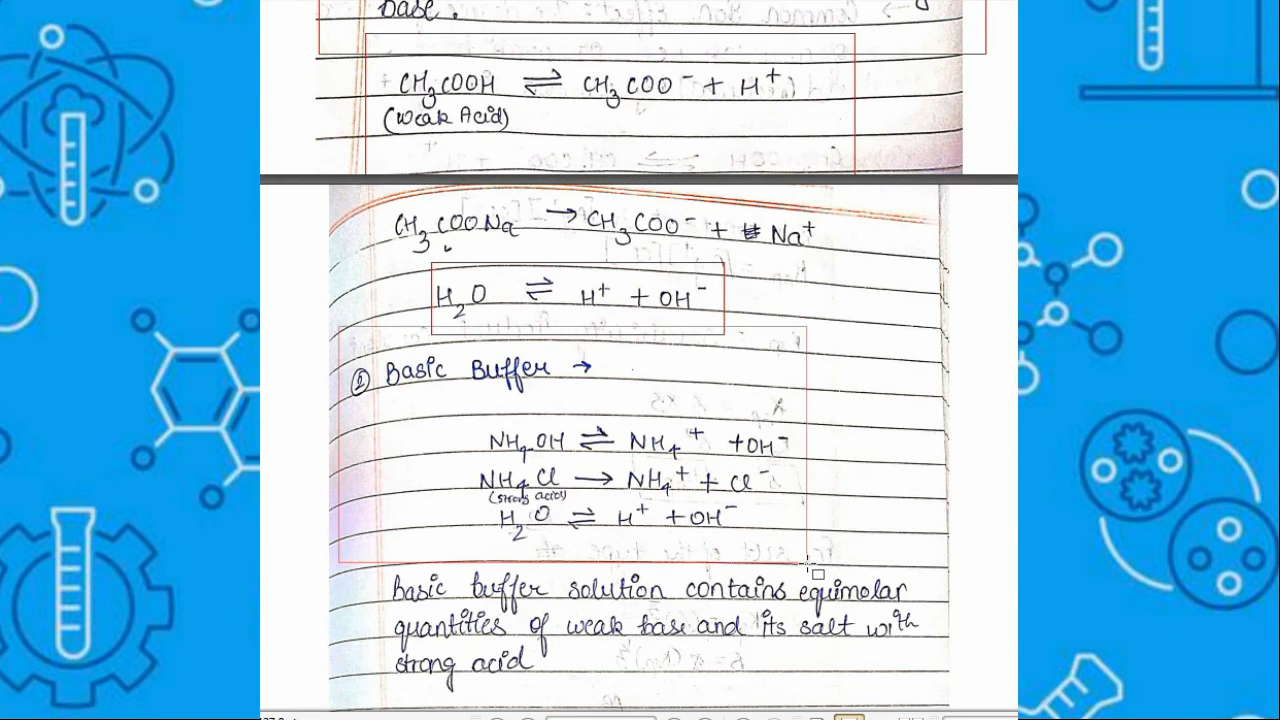 base.
CH₃COOH ⇌ CH₃COO⁻ + H⁺
(Weak Acid)
CH₃COONa → CH₃COO⁻ + Na⁺
H₂O ⇌ H⁺ + OH⁻
② Basic Buffer →
NH₄OH ⇌ NH₄⁺ + OH⁻
NH₄Cl → NH₄⁺ + Cl⁻
(strong acid)
H₂O ⇌ H⁺ + OH⁻
Basic buffer solution contains equimolar
quantities of weak base and its salt with
strong acid